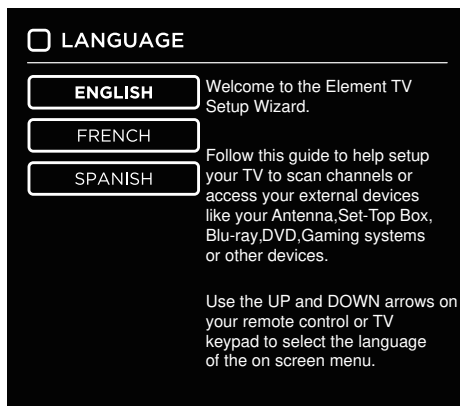 LANGUAGE
ENGLISH
FRENCH
SPANISH
Welcome to the Element TV
Setup Wizard.
Follow this guide to help setup
your TV to scan channels or
access your external devices
like your Antenna,Set-Top Box,
Blu-ray,DVD,Gaming systems
or other devices.
Use the UP and DOWN arrows on
your remote control or TV
keypad to select the language
of the on screen menu.